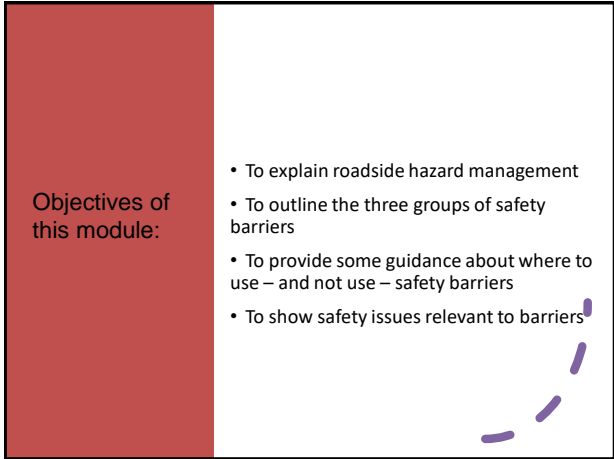 Objectives of
this module:
• To explain roadside hazard management
• To outline the three groups of safety
barriers
• To provide some guidance about where to
use – and not use – safety barriers
• To show safety issues relevant to barriers